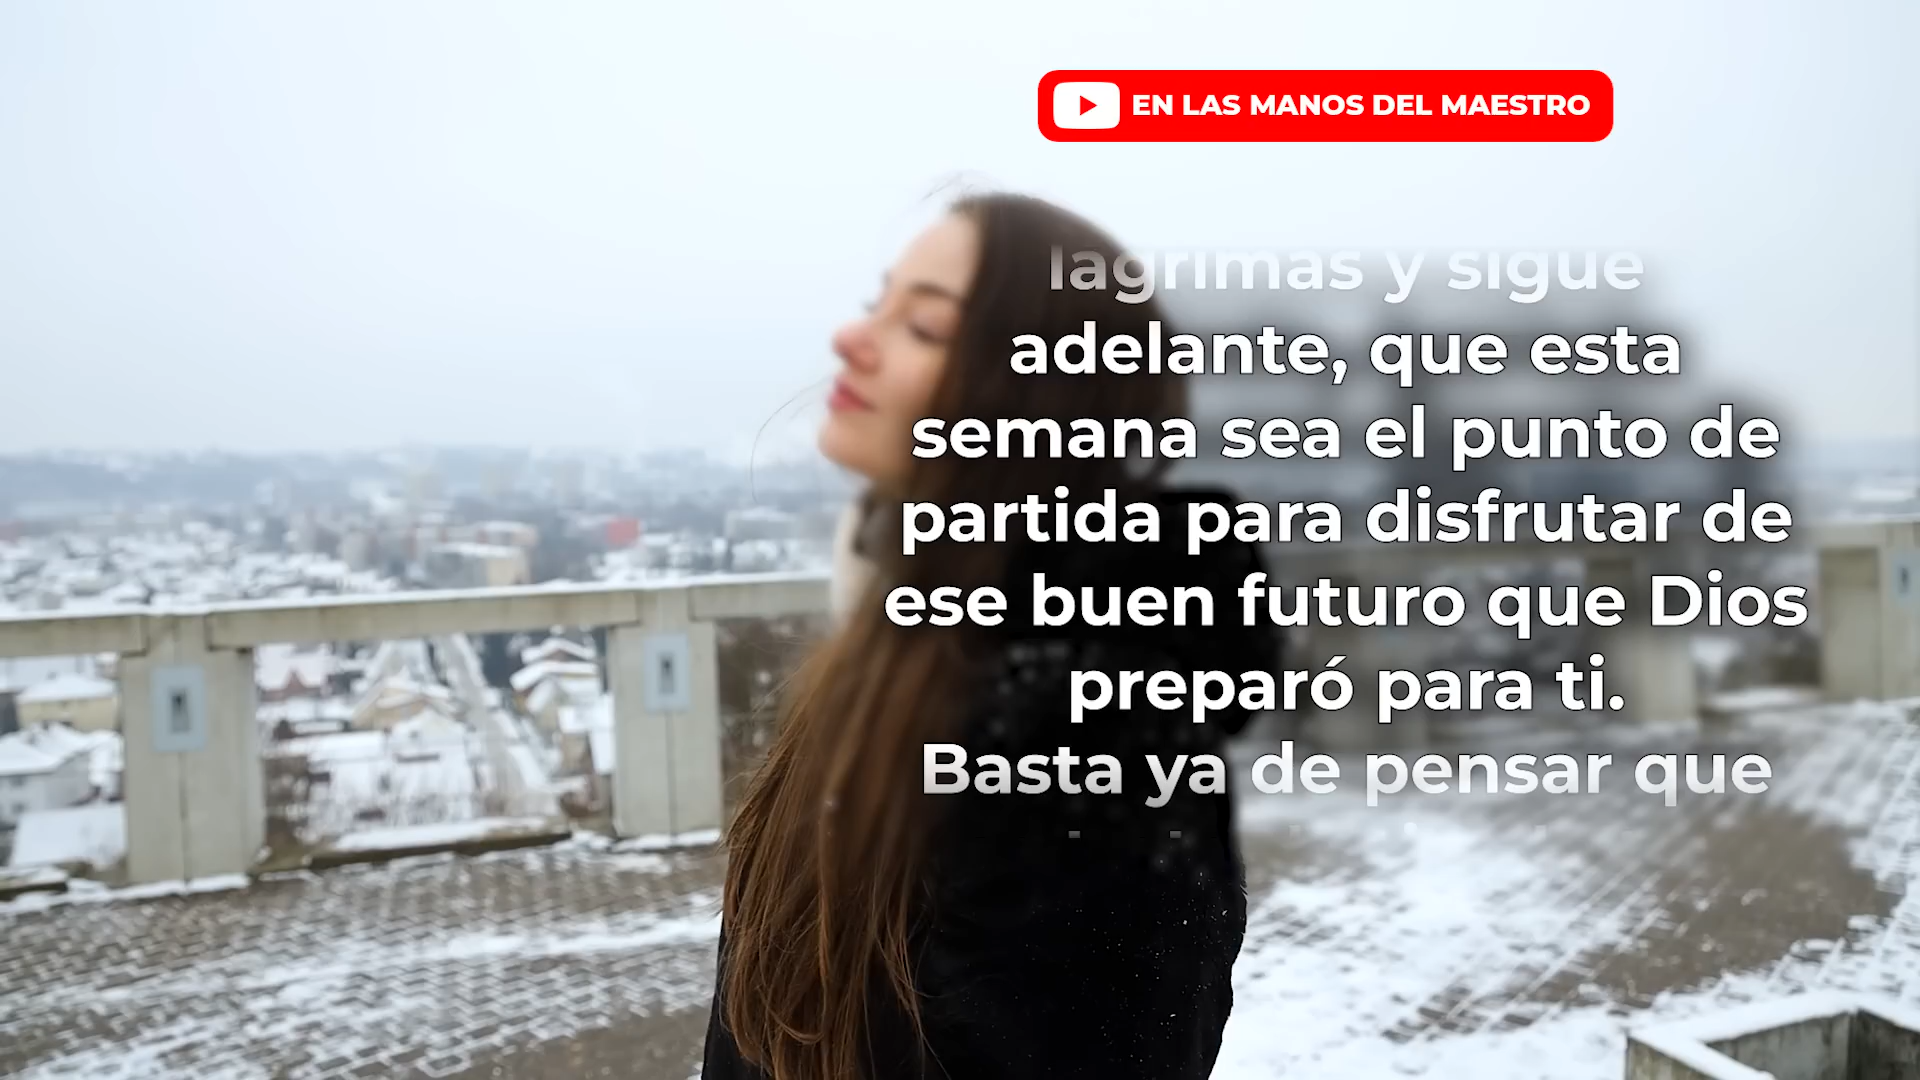 EN LAS MANOS DEL MAESTRO
lágrimas y sigue
adelante, que esta
semana sea el punto de
partida para disfrutar de
ese buen futuro que Dios
preparó para ti.
Basta ya de pensar que